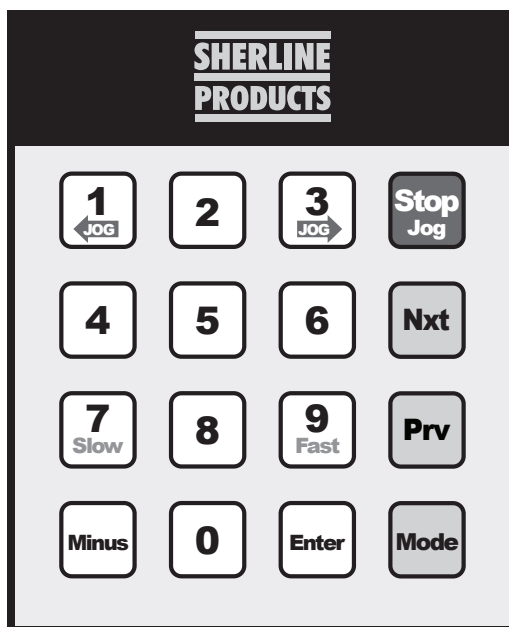 SHERLINE
PRODUCTS
1 2 3 Stop
JOG JOG Jog
4 5 6 Nxt
7 8 9 Prv
Slow Fast
Minus 0 Enter Mode